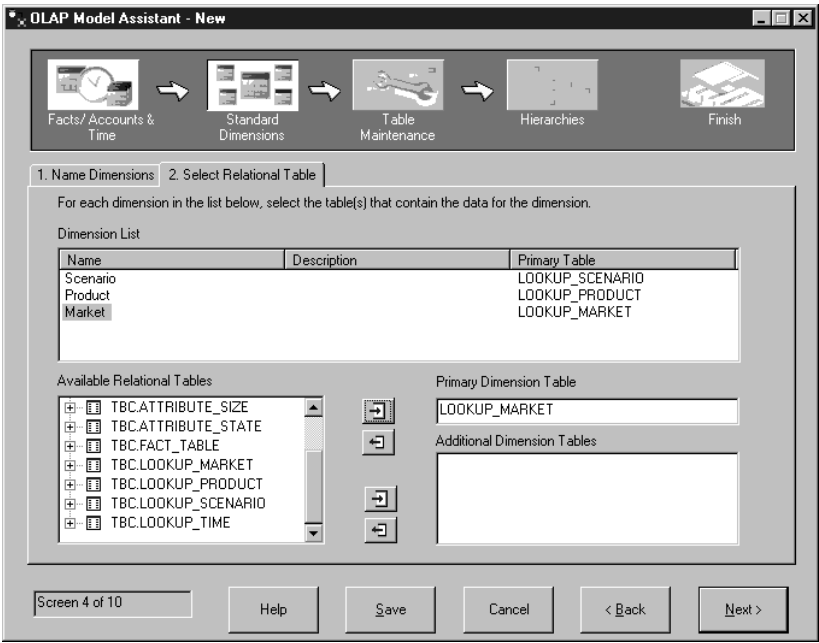 OLAP Model Assistant - New
Facts/ Accounts &
Time
Standard
Dimensions
Table
Maintenance
Hierarchies
Finish
1. Name Dimensions
2. Select Relational Table
For each dimension in the list below, select the table(s) that contain the data for the dimension.
Dimension List
Name Description Primary Table
Scenario LOOKUP_SCENARIO
Product LOOKUP_PRODUCT
Market LOOKUP_MARKET
Available Relational Tables
TBC.ATTRIBUTE_SIZE
TBC.ATTRIBUTE_STATE
TBC.FACT_TABLE
TBC.LOOKUP_MARKET
TBC.LOOKUP_PRODUCT
TBC.LOOKUP_SCENARIO
TBC.LOOKUP_TIME
Primary Dimension Table
LOOKUP_MARKET
Additional Dimension Tables
Screen 4 of 10
Help
Save
Cancel
< Back
Next >